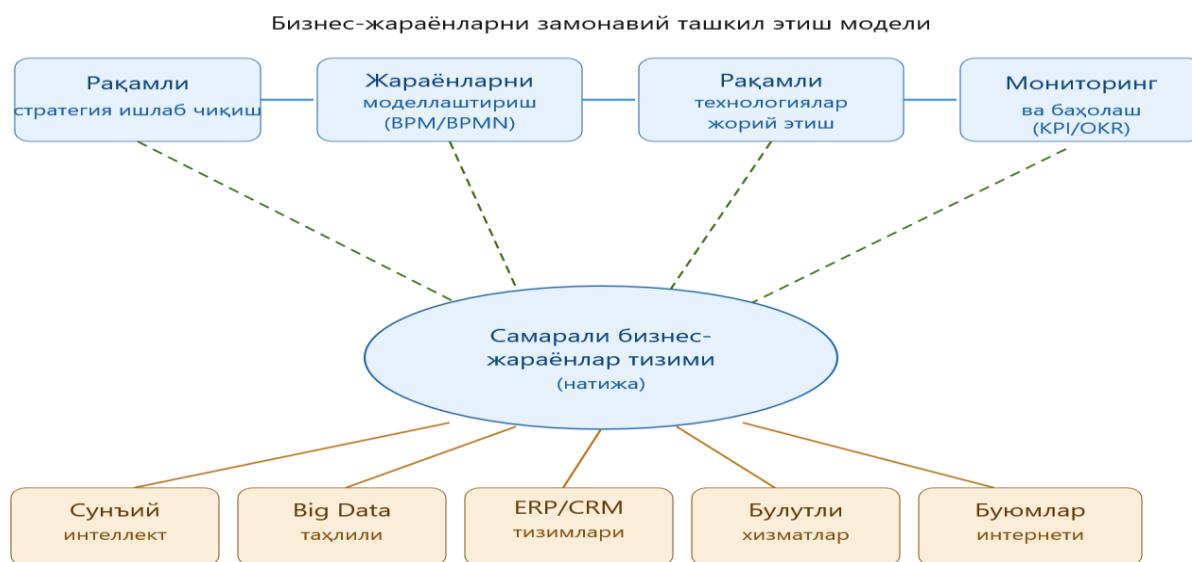 Бизнес-жараёнларни замонавий ташкил этиш модели
Рақамли
стратегия ишлаб чиқиш
Жараёнларни
моделлаштириш
(BPM/BPMN)
Рақамли
технологиялар
жорий этиш
Мониторинг
ва баҳолаш
(KPI/OKR)
Самарали бизнес-
жараёнлар тизими
(натижа)
Сунъий
интеллект
Big Data
таҳлили
ERP/CRM
тизимлари
Булутли
хизматлар
Буюмлар
интернети